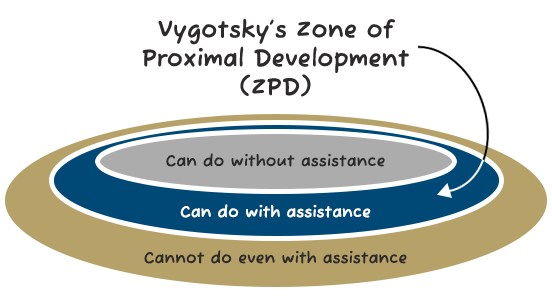 Vygotsky's Zone of
Proximal Development
(ZPD)
Can do without assistance
Can do with assistance
Cannot do even with assistance